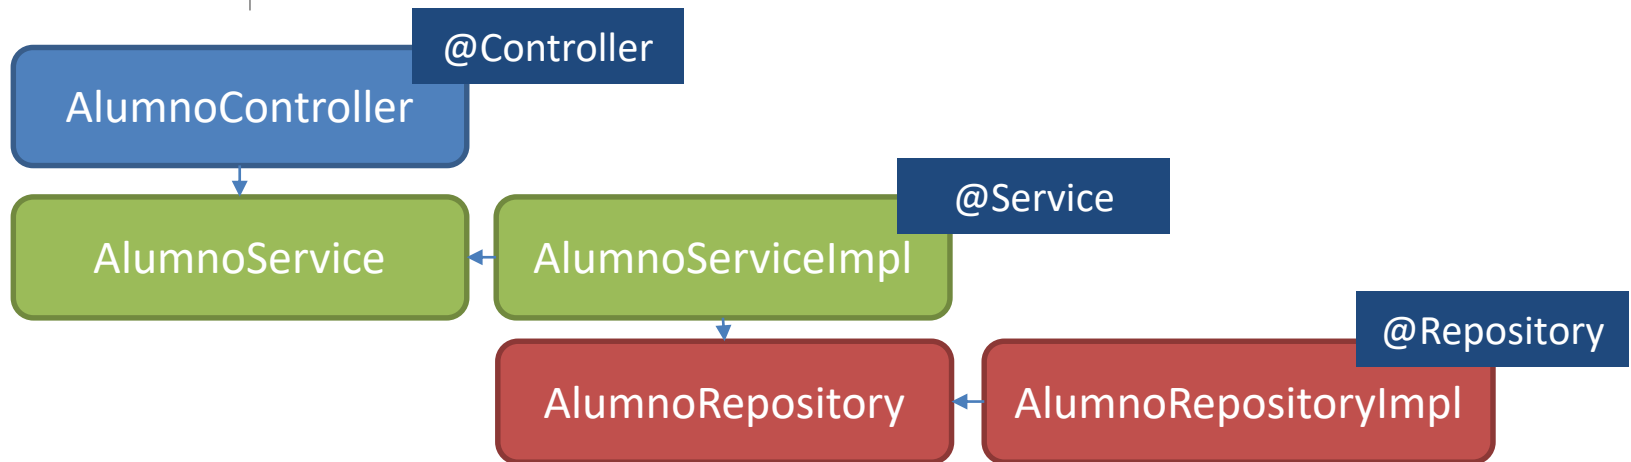 @Controller
AlumnoController
@Service
AlumnoService
AlumnoServiceImpl
@Repository
AlumnoRepository
AlumnoRepositoryImpl